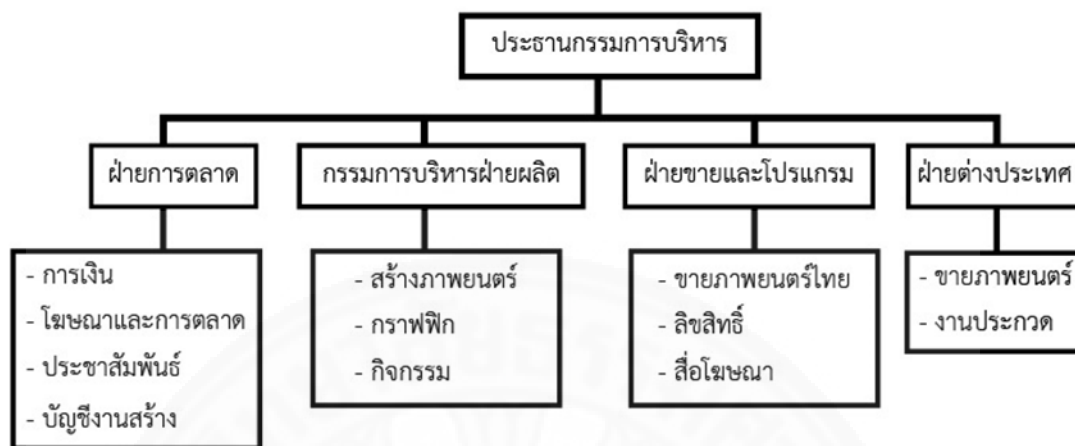 ประธานกรรมการบริหาร
ฝ่ายการตลาด
กรรมการบริหารฝ่ายผลิต
ฝ่ายขายและโปรแกรม
ฝ่ายต่างประเทศ
- การเงิน
- โฆษณาและการตลาด
- ประชาสัมพันธ์
- บัญชีงานสร้าง
- สร้างภาพยนตร์
- กราฟฟิก
- กิจกรรม
- ขายภาพยนตร์ไทย
- ลิขสิทธิ์
- สื่อโฆษณา
- ขายภาพยนตร์
- งานประกวด